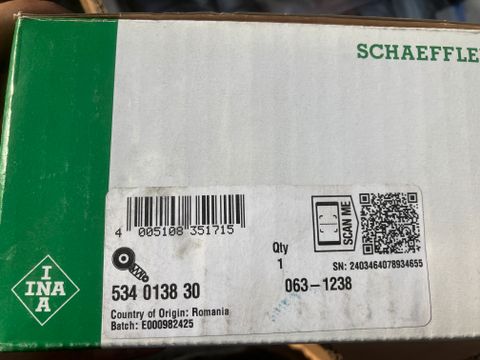 SCHAEFFLE
4 005108 351715
SCAN ME
Qty
1
SN: 2403464078934655
534 0138 30
063-1238
Country of Origin: Romania
Batch: E000982425
I
INA
A